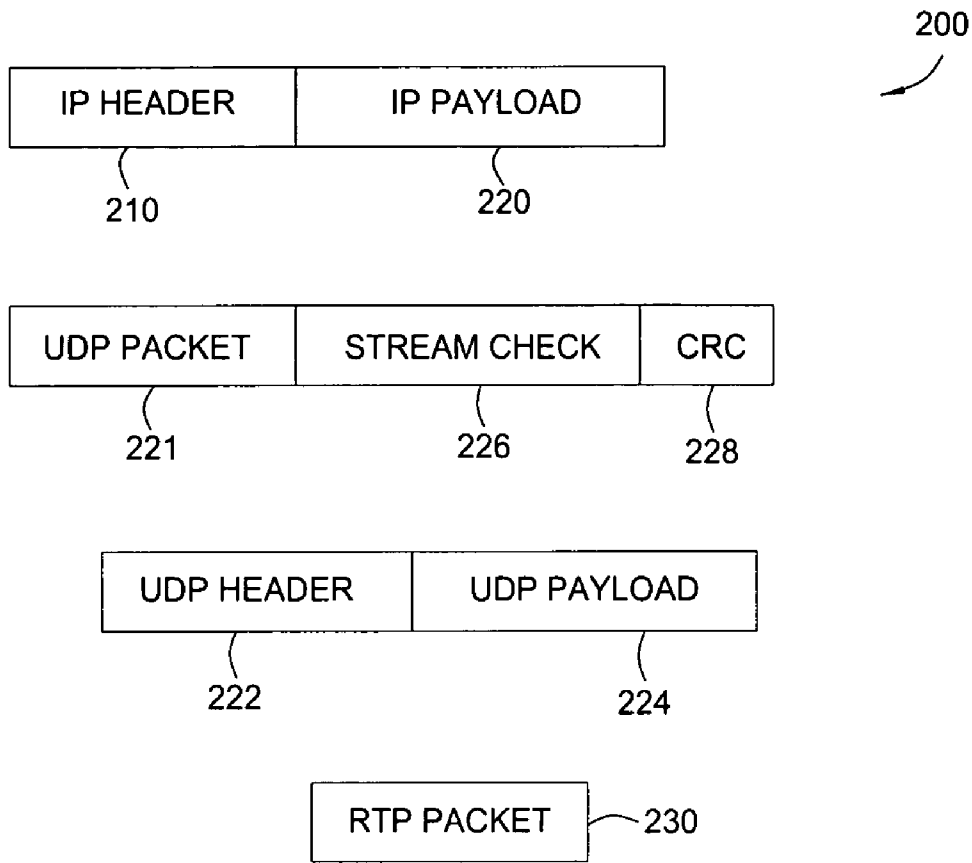 200
IP HEADER IP PAYLOAD
210 220
UDP PACKET STREAM CHECK CRC
221 226 228
UDP HEADER UDP PAYLOAD
222 224
RTP PACKET 230